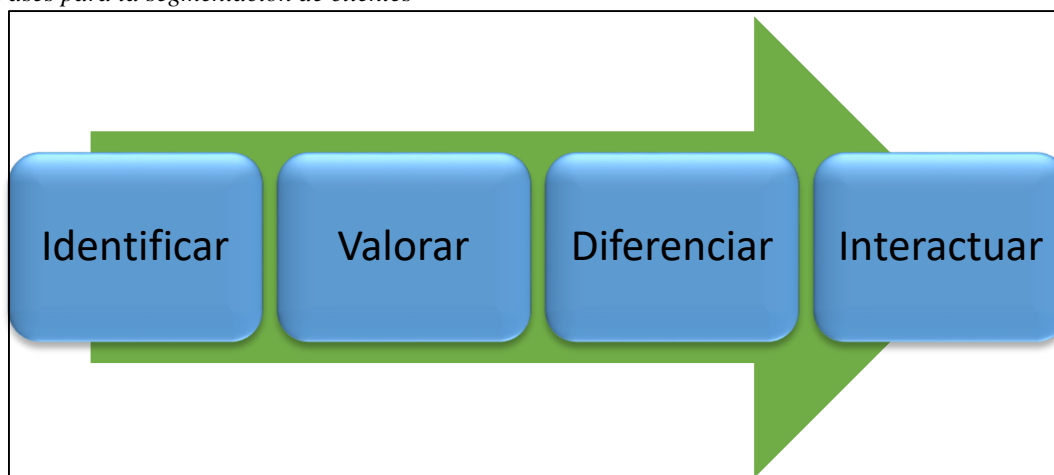 ases para la segmentación de clientes
Identificar Valorar Diferenciar Interactuar